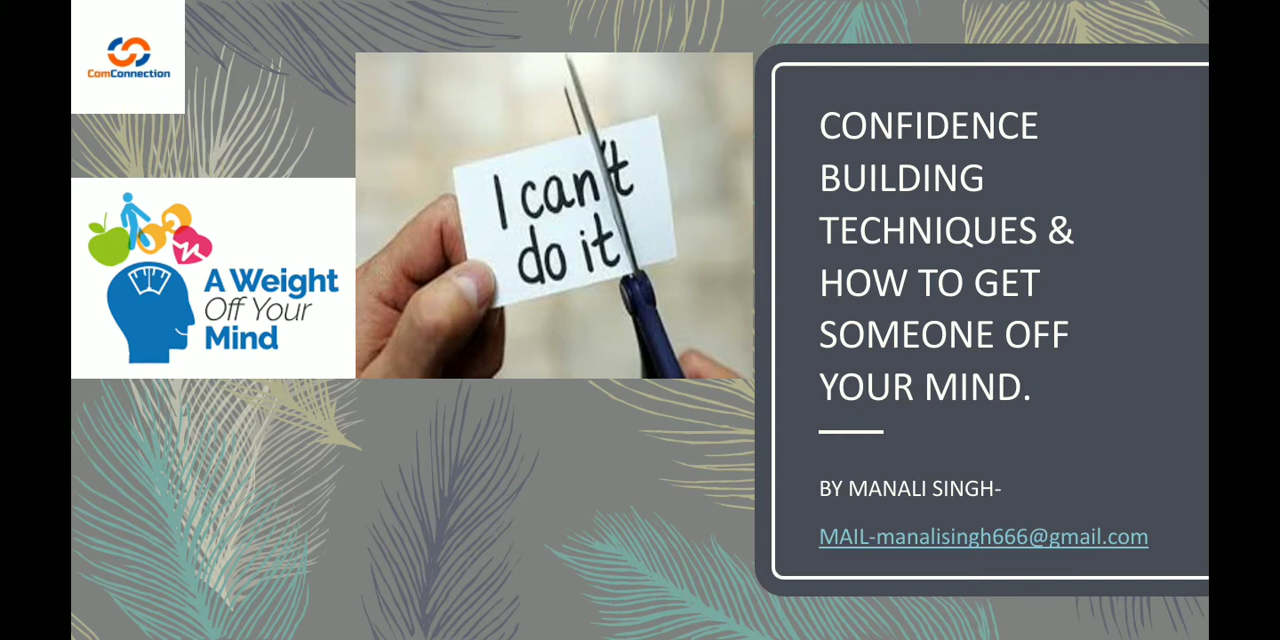 ComConnection
A Weight
Off Your
Mind
I can't
do it
CONFIDENCE
BUILDING
TECHNIQUES &
HOW TO GET
SOMEONE OFF
YOUR MIND.
BY MANALI SINGH-
MAIL-manalisingh666@gmail.com